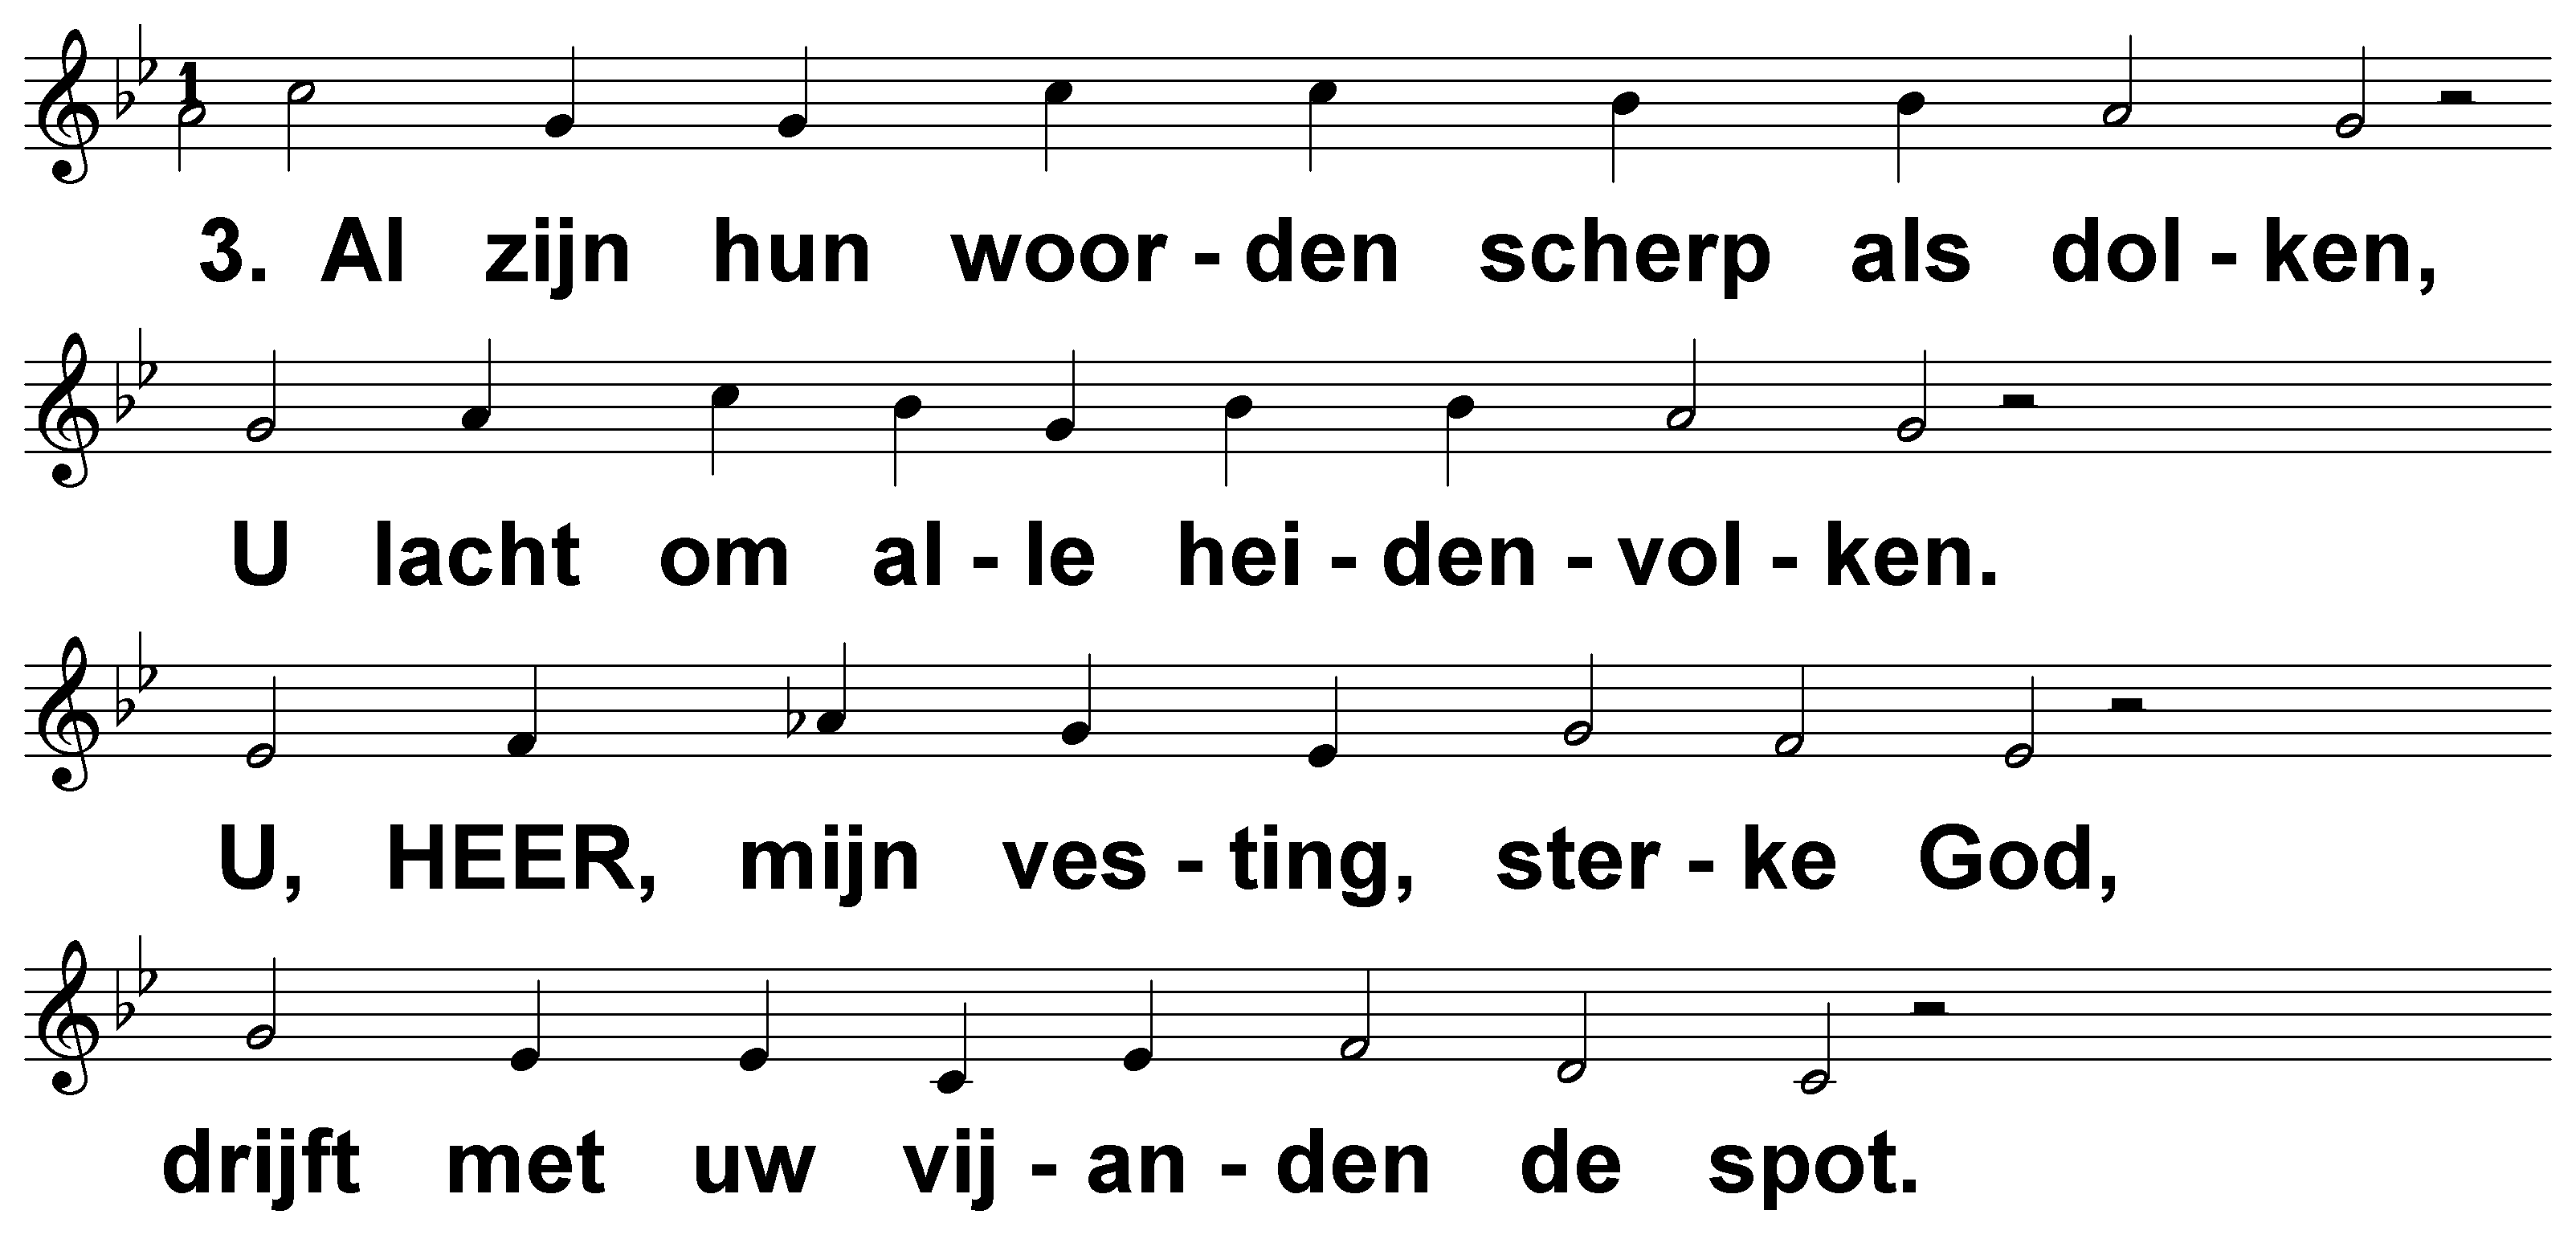 1
3. Al zijn hun woor - den scherp als dol - ken,
U lacht om al - le hei - den - vol - ken.
U, HEER, mijn ves - ting, ster - ke God,
drijft met uw vij - an - den de spot.